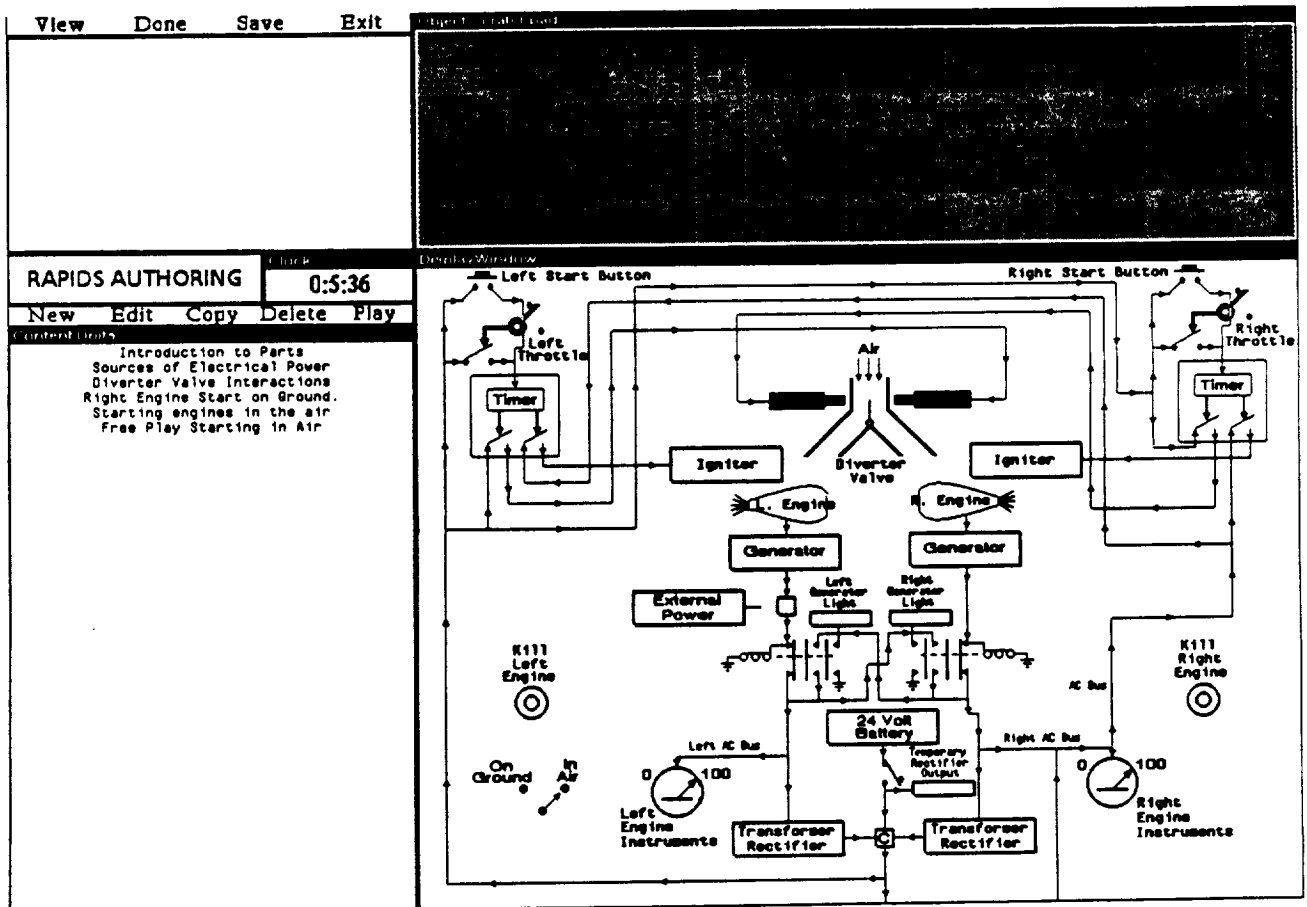 View Done Save Exit
RAPIDS AUTHORING
Clock
0:5:36
New Edit Copy Delete Play
Content Units
Introduction to Parts
Sources of Electrical Power
Diverter Valve Interactions
Right Engine Start on Ground.
Starting engines in the air
Free Play Starting in Air
DisplayWindow
Left Start Button
Right Start Button
Left
Throttle
Right
Throttle
Air
Timer
Timer
Igniter
Diverter
Valve
Igniter
L. Engine
R. Engine
Generator
Generator
External
Power
Left
Generator
Light
Right
Generator
Light
Kill
Left
Engine
Kill
Right
Engine
AC Bus
24 Volt
Battery
Left AC Bus
Right AC Bus
Temporary
Rectifier
Output
On
Ground
In
Air
0 100
Left
Engine
Instruments
0 100
Right
Engine
Instruments
Transformer
Rectifier
C
Transformer
Rectifier